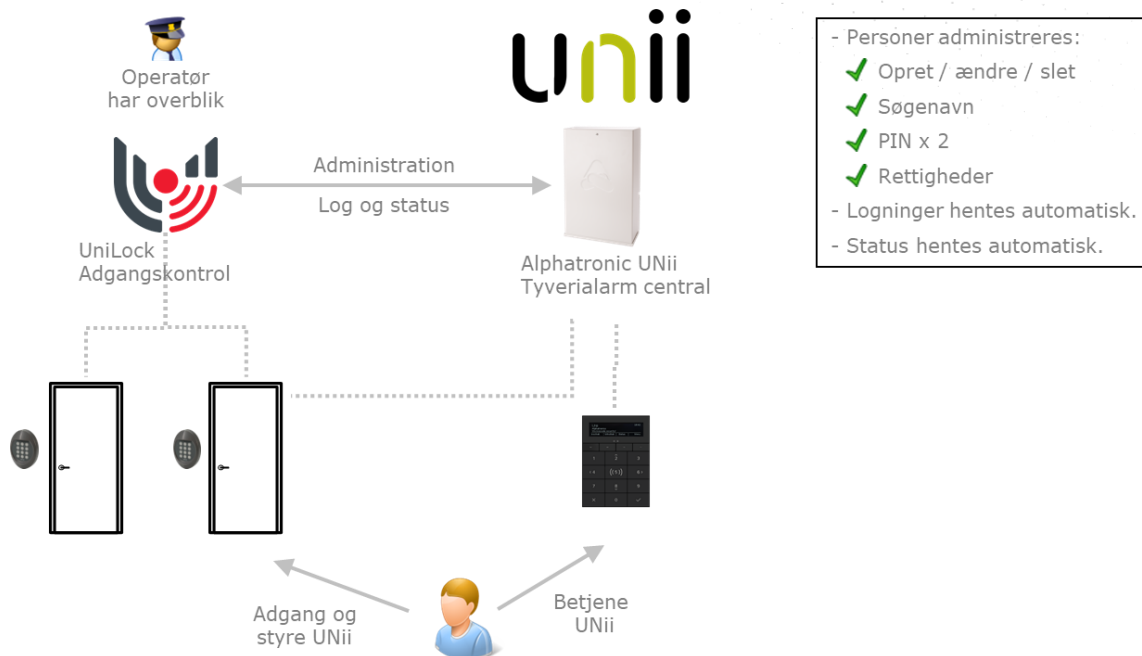 Operatør
har overblik
unii
Administration
Log og status
UniLock
Adgangskontrol
Alphatronic UNii
Tyverialarm central
- Personer administreres:
Opret / ændre / slet
Søgenavn
PIN x 2
Rettigheder
- Logninger hentes automatisk.
- Status hentes automatisk.
Adgang og
styre UNii
Betjene
UNii